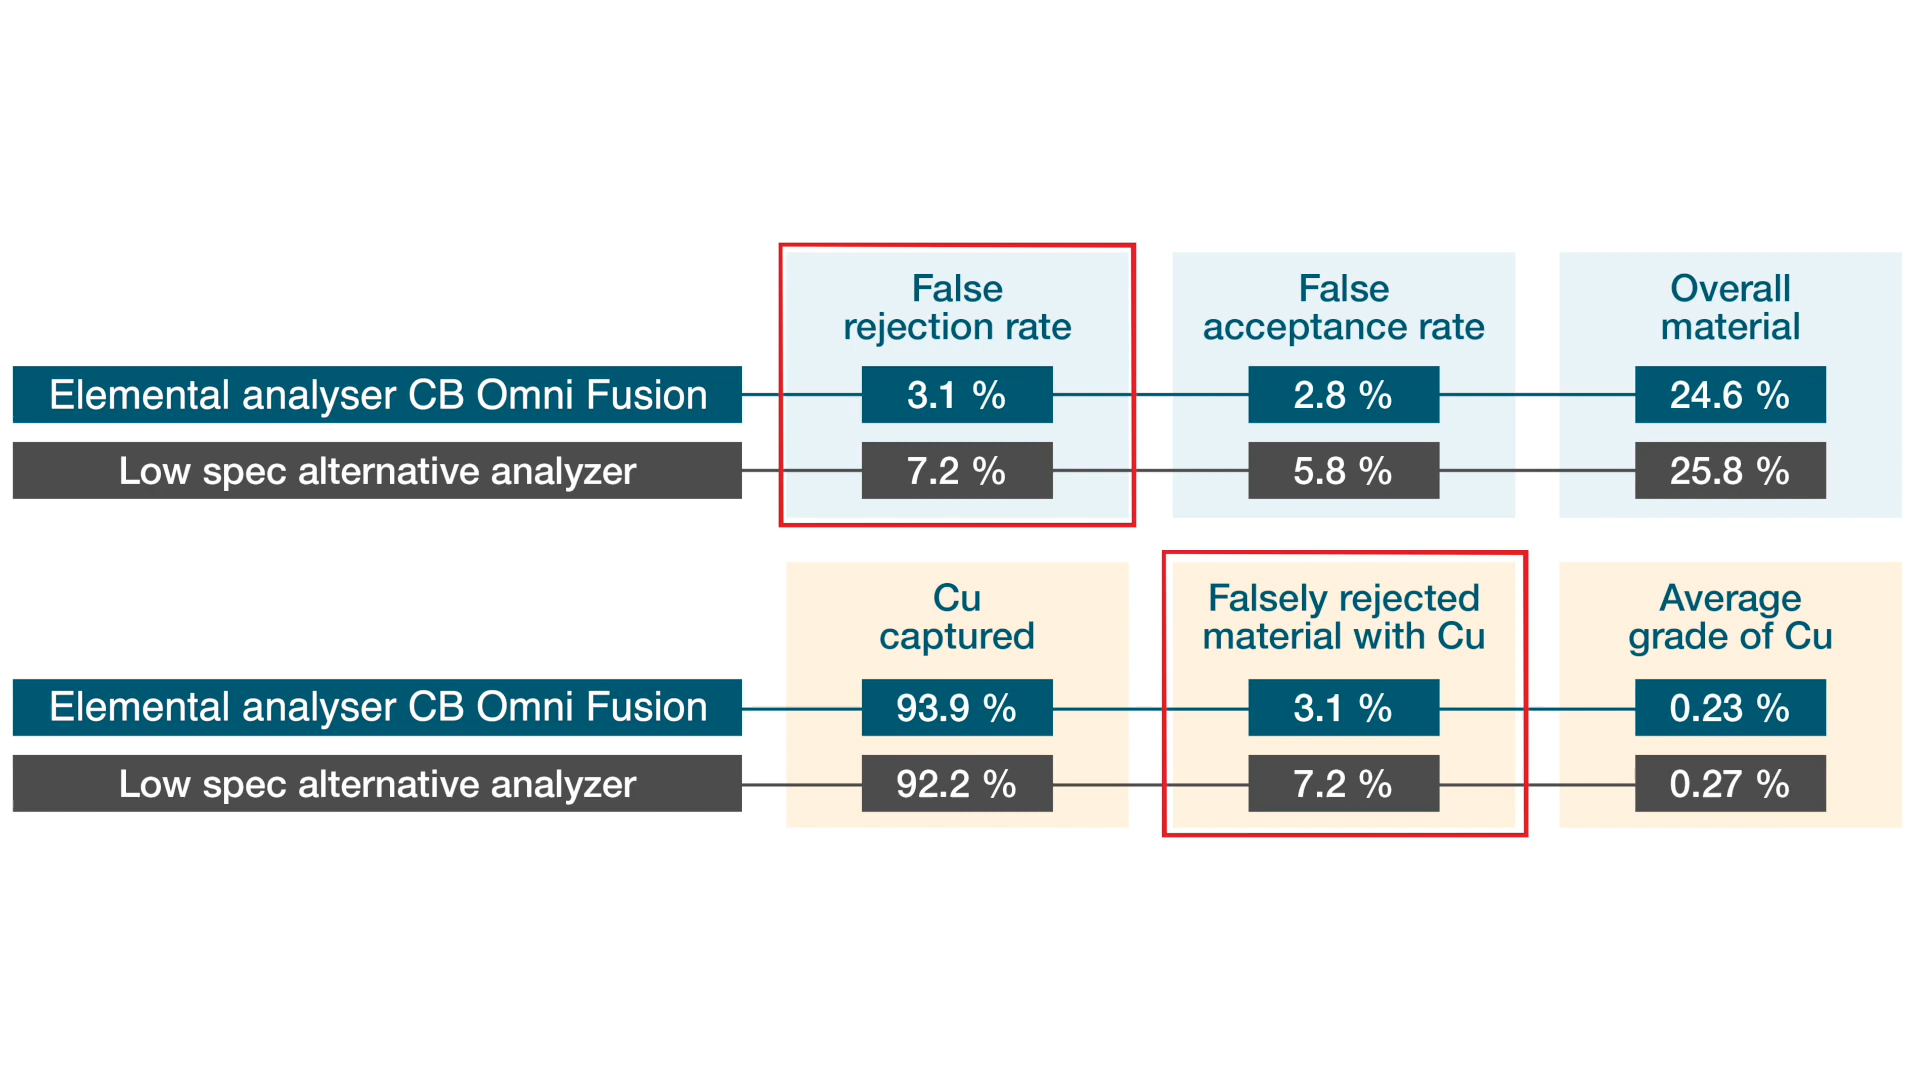 False
rejection rate
False
acceptance rate
Overall
material
Elemental analyser CB Omni Fusion
3.1 %
2.8 %
24.6 %
Low spec alternative analyzer
7.2 %
5.8 %
25.8 %
Cu
captured
Falsely rejected
material with Cu
Average
grade of Cu
Elemental analyser CB Omni Fusion
93.9 %
3.1 %
0.23 %
Low spec alternative analyzer
92.2 %
7.2 %
0.27 %